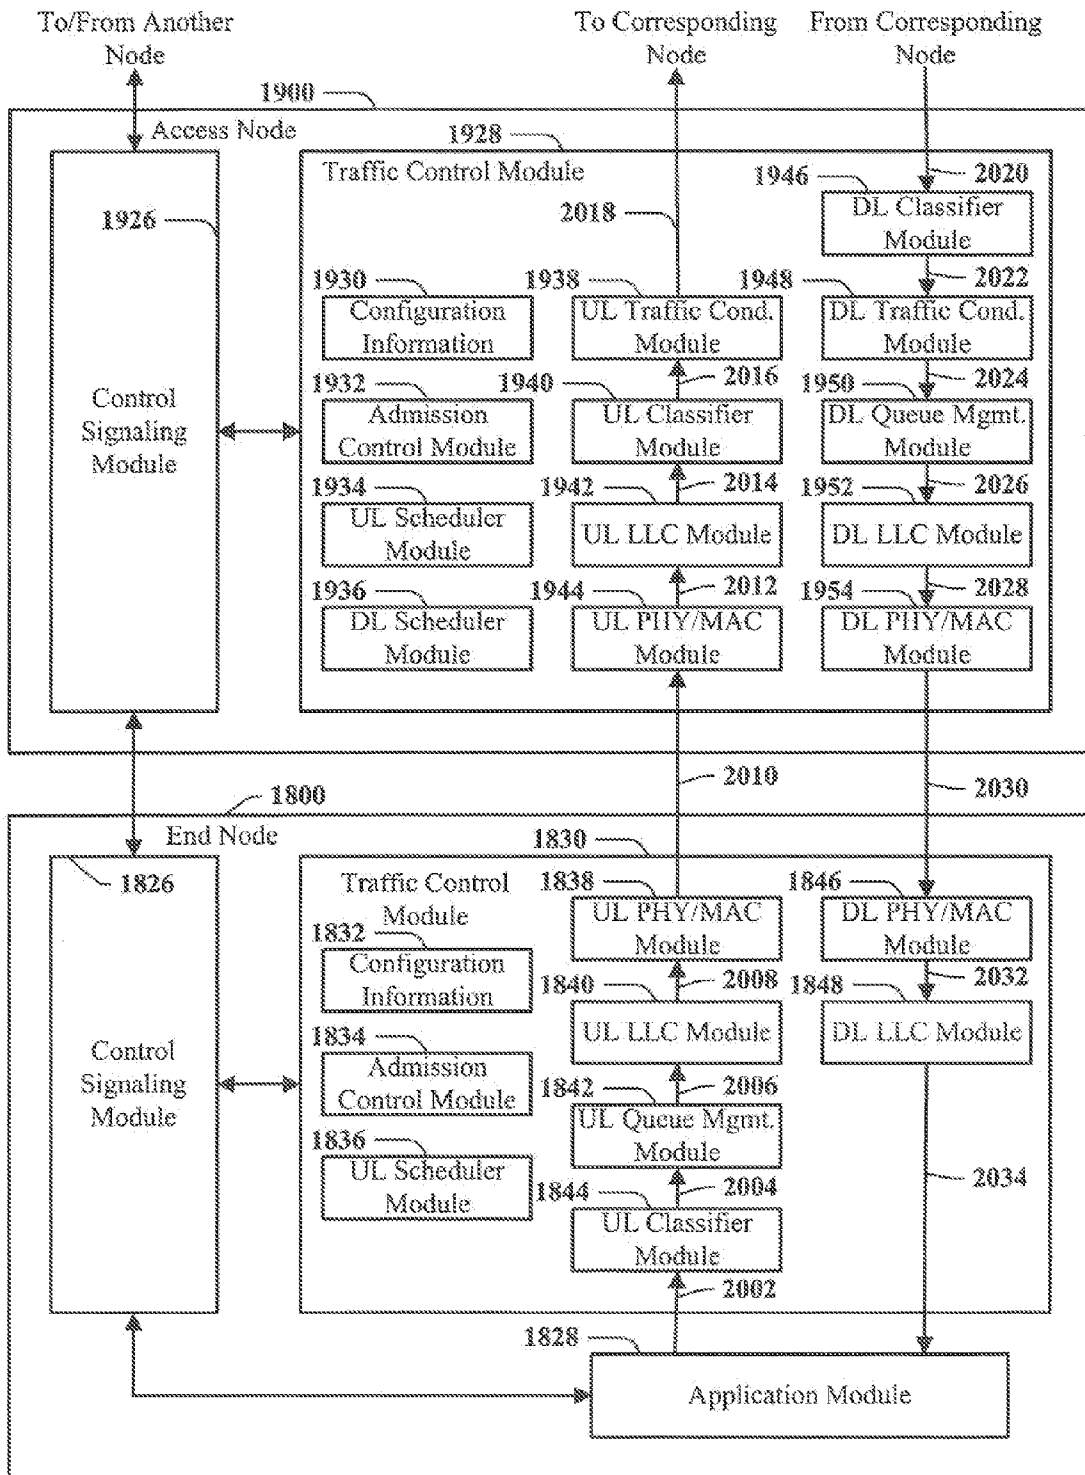 To/From Another
Node
To Corresponding
Node
From Corresponding
Node
1900
Access Node
1928
Traffic Control Module
1926
Control
Signaling
Module
2018
1946
2020
DL Classifier
Module
2022
1930
Configuration
Information
1938
UL Traffic Cond.
Module
1948
DL Traffic Cond.
Module
2016
2024
1932
Admission
Control Module
1940
UL Classifier
Module
1950
DL Queue Mgmt.
Module
2014
2026
1934
UL Scheduler
Module
1942
UL LLC Module
1952
DL LLC Module
2012
2028
1936
DL Scheduler
Module
1944
UL PHY/MAC
Module
1954
DL PHY/MAC
Module
2010
2030
1800
End Node
1826
Control
Signaling
Module
1830
Traffic Control
Module
1838
UL PHY/MAC
Module
1846
DL PHY/MAC
Module
1832
Configuration
Information
2008
2032
1840
UL LLC Module
1848
DL LLC Module
1834
Admission
Control Module
2006
1842
UL Queue Mgmt.
Module
1836
UL Scheduler
Module
2004
2034
1844
UL Classifier
Module
2002
1828
Application Module